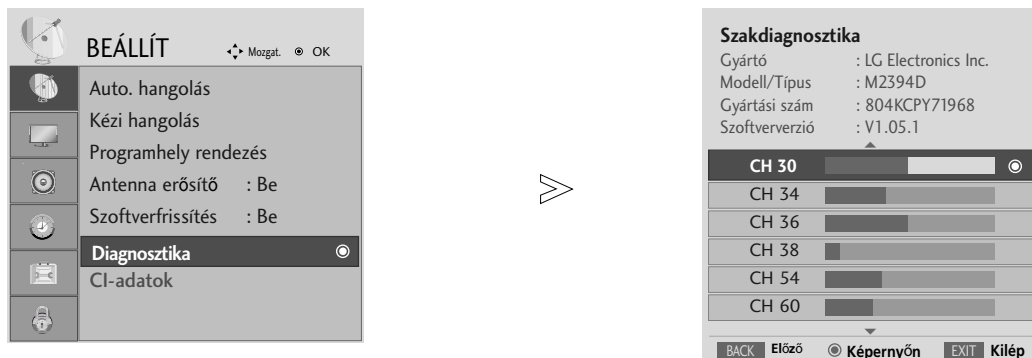 BEÁLLÍT Mozgat. OK
Auto. hangolás
Kézi hangolás
Programhely rendezés
Antenna erősítő : Be
Szoftverfrissítés : Be
Diagnosztika
CI-adatok
Szakdiagnosztika
Gyártó : LG Electronics Inc.
Modell/Típus : M2394D
Gyártási szám : 804KCPY71968
Szoftververzió : V1.05.1
CH 30
CH 34
CH 36
CH 38
CH 54
CH 60
BACK Előző Képernyőn EXIT Kilép